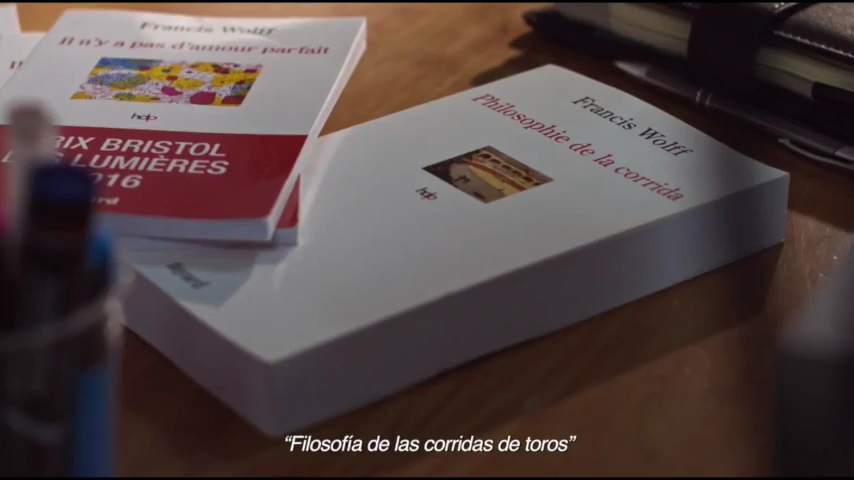 Francis Wolff
Il n'y a pas d'amour parfait
hdp
PRIX BRISTOL
DES LUMIÈRES
2016
Francis Wolff
Philosophie de la corrida
hdp
“Filosofía de las corridas de toros”